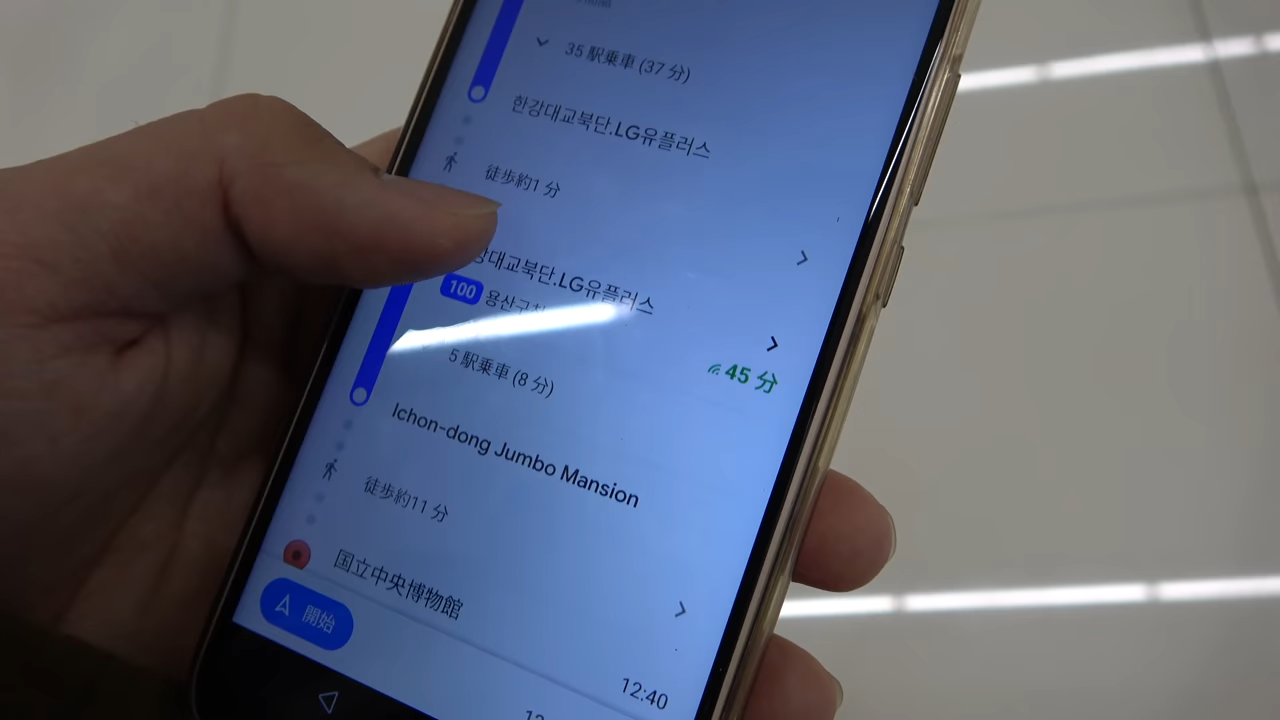 35 駅乗車 (37 分)
한강대교북단.LG유플러스
徒歩約1 分
강대교북단.LG유플러스
100 용산구
5 駅乗車 (8 分)
45 分
Ichon-dong Jumbo Mansion
徒歩約11 分
国立中央博物館
開始
12:40